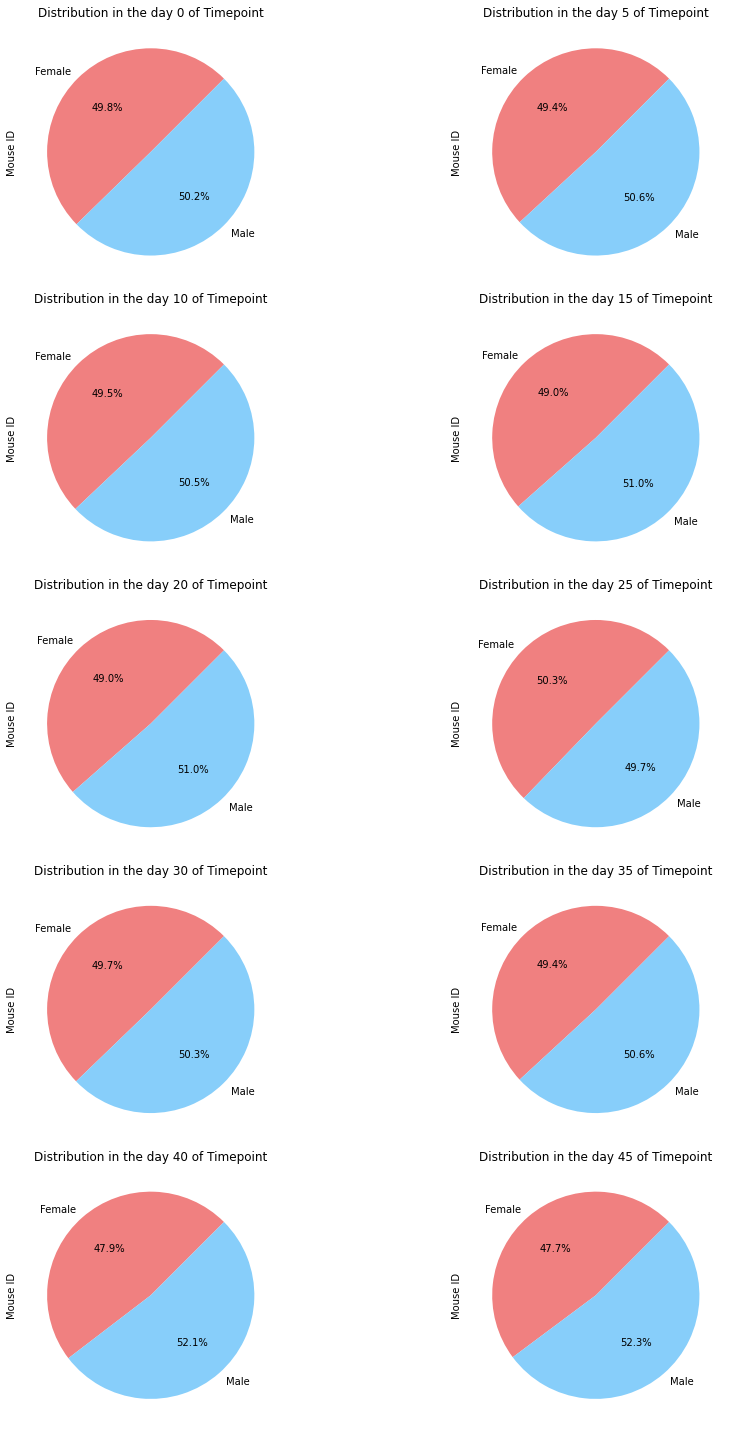 Distribution in the day 0 of Timepoint
Female
49.8%
Mouse ID
50.2%
Male
Distribution in the day 5 of Timepoint
Female
49.4%
Mouse ID
50.6%
Male
Distribution in the day 10 of Timepoint
Female
49.5%
Mouse ID
50.5%
Male
Distribution in the day 15 of Timepoint
Female
49.0%
Mouse ID
51.0%
Male
Distribution in the day 20 of Timepoint
Female
49.0%
Mouse ID
51.0%
Male
Distribution in the day 25 of Timepoint
Female
50.3%
Mouse ID
49.7%
Male
Distribution in the day 30 of Timepoint
Female
49.7%
Mouse ID
50.3%
Male
Distribution in the day 35 of Timepoint
Female
49.4%
Mouse ID
50.6%
Male
Distribution in the day 40 of Timepoint
Female
47.9%
Mouse ID
52.1%
Male
Distribution in the day 45 of Timepoint
Female
47.7%
Mouse ID
52.3%
Male